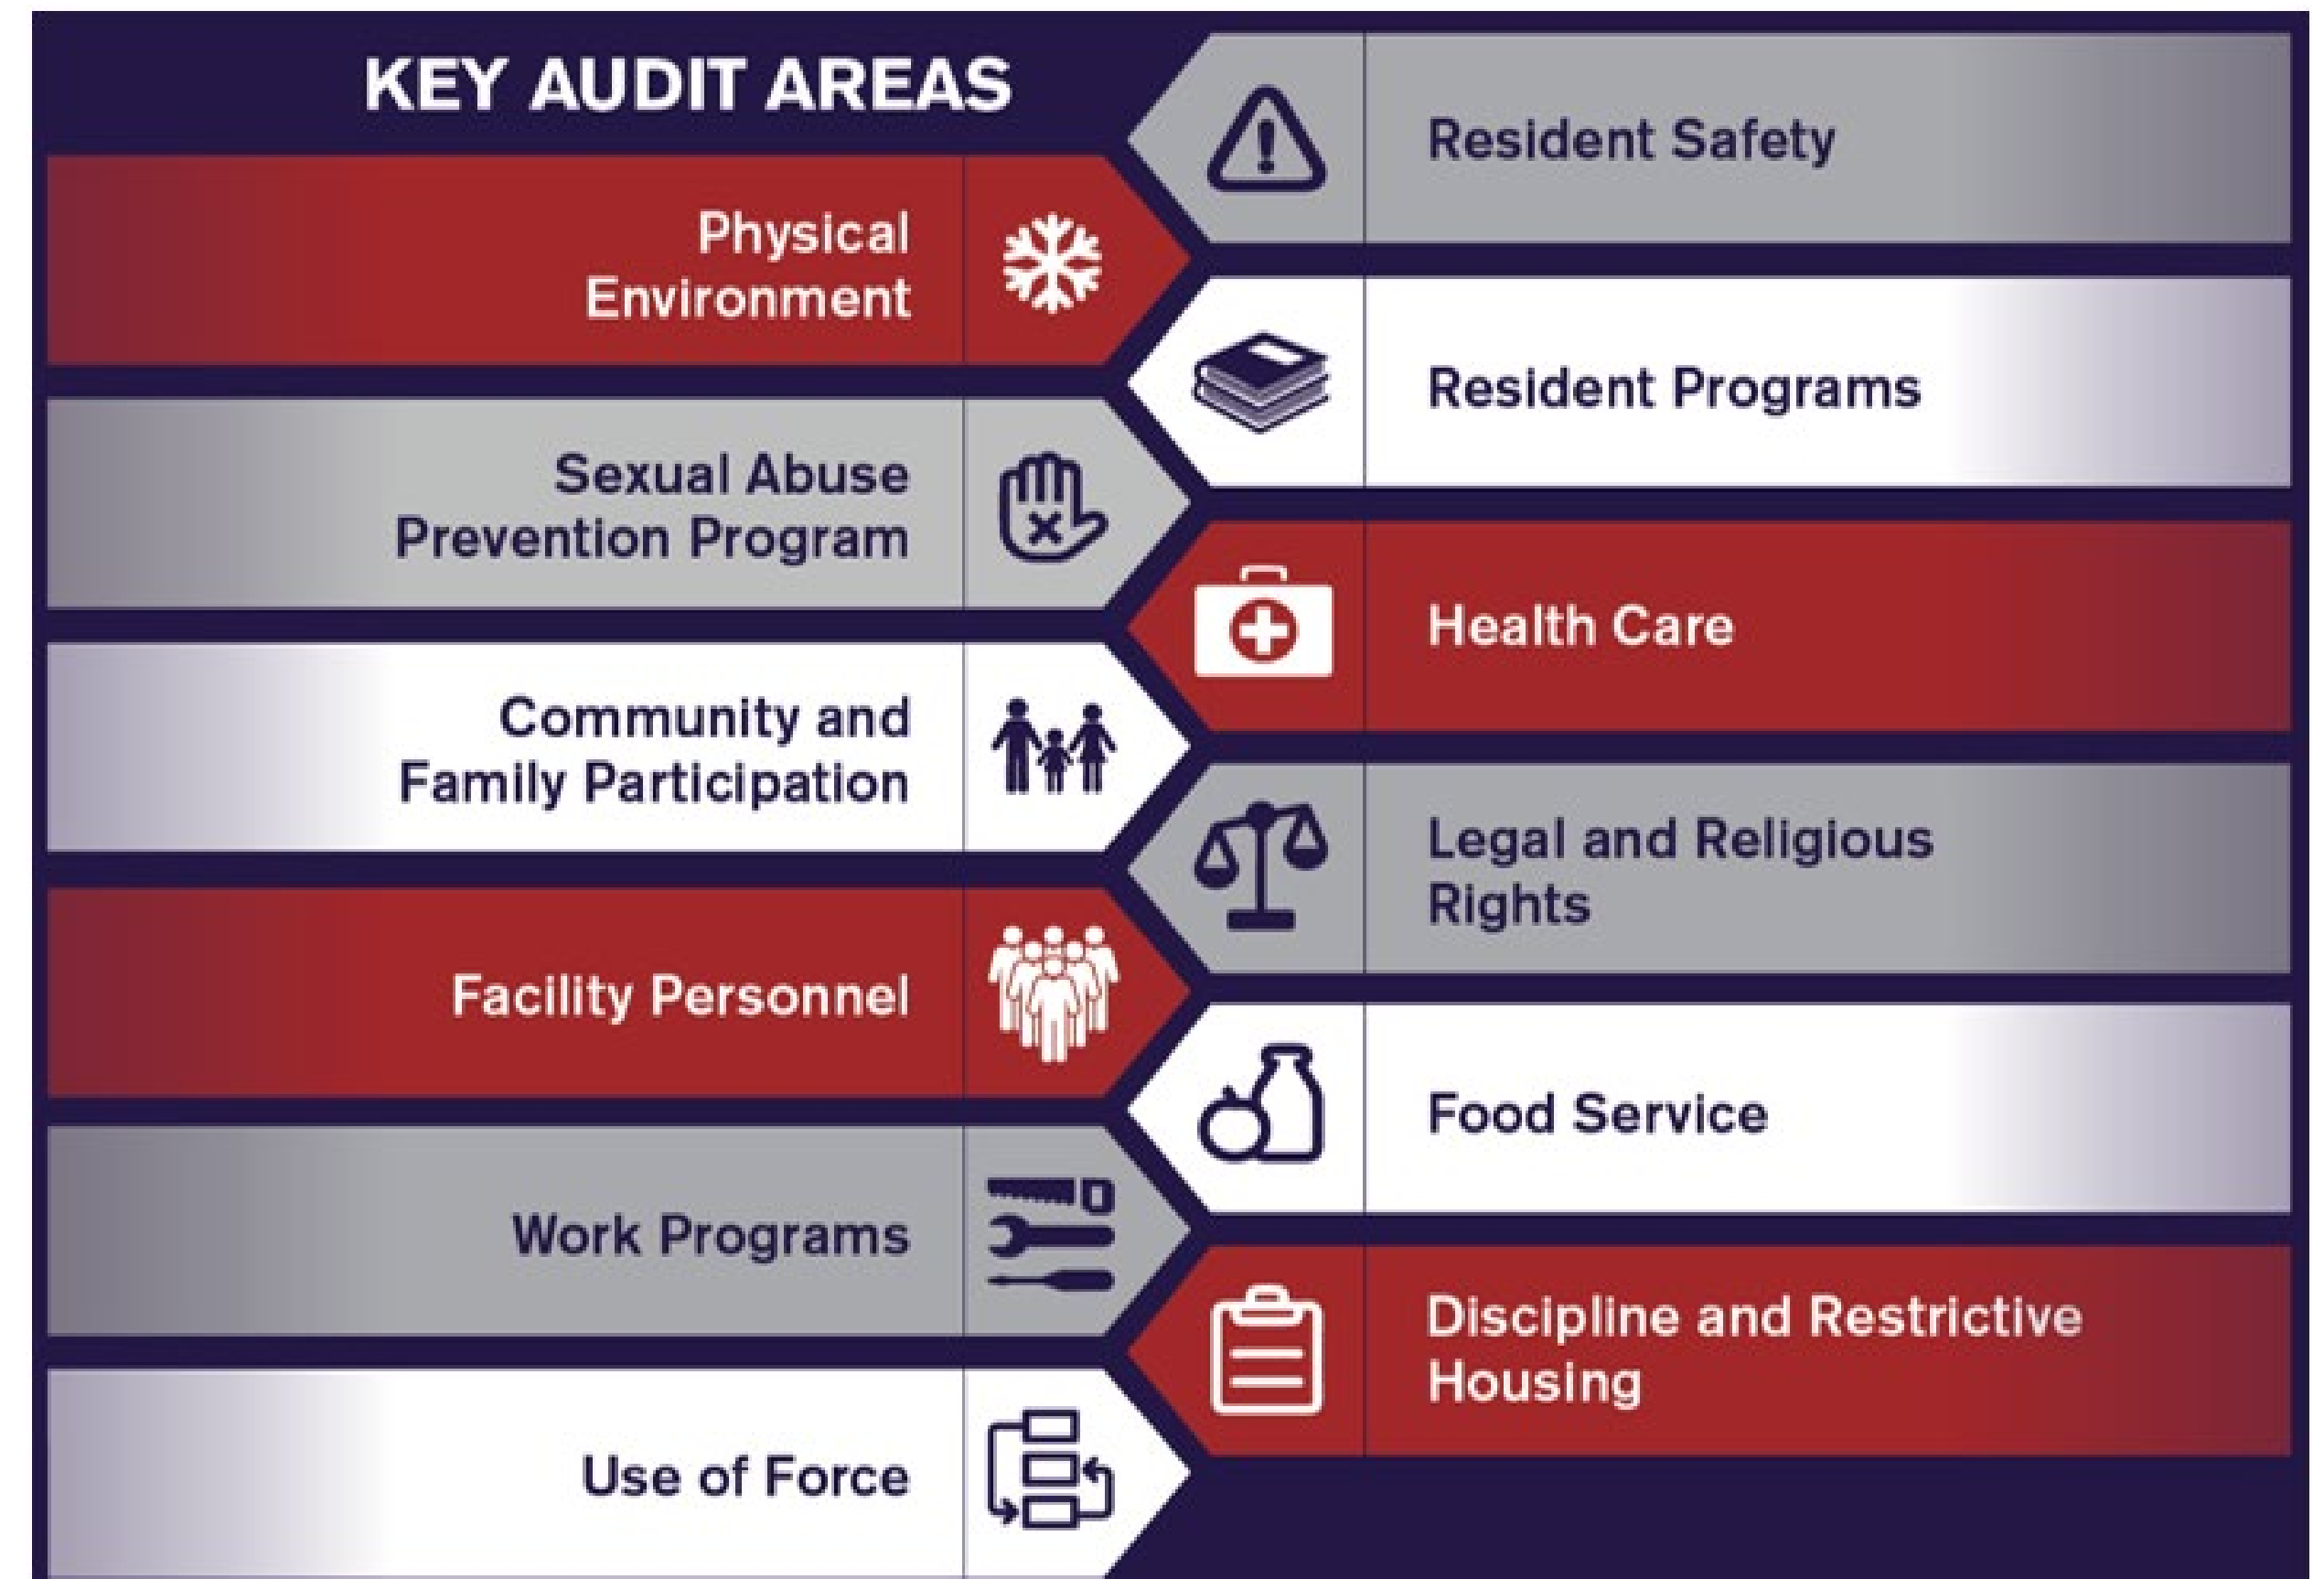 KEY AUDIT AREAS
Physical
Environment
Sexual Abuse
Prevention Program
Community and
Family Participation
Facility Personnel
Work Programs
Use of Force
Resident Safety
Resident Programs
Health Care
Legal and Religious
Rights
Food Service
Discipline and Restrictive
Housing